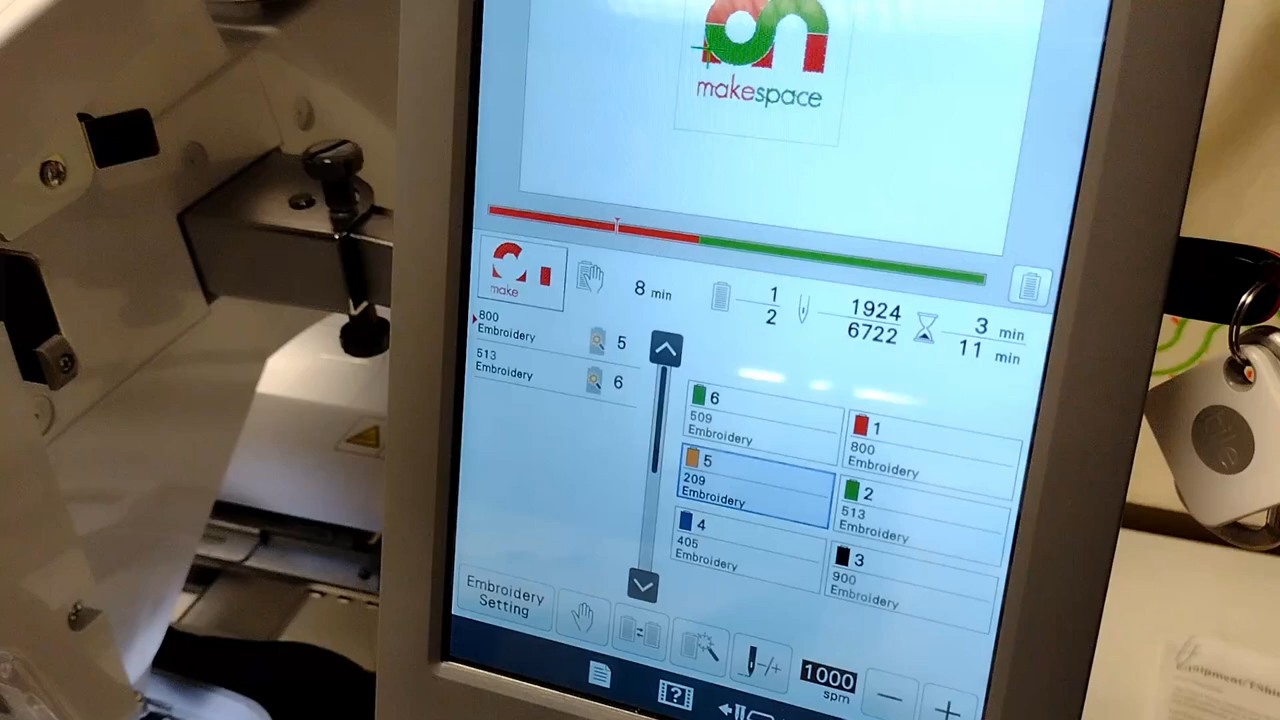 makespace
make
8 min
1
2
1924
6722
3 min
11 min
800
Embroidery
5
513
Embroidery
6
6
509
Embroidery
1
800
Embroidery
5
209
Embroidery
2
513
Embroidery
4
405
Embroidery
3
900
Embroidery
Embroidery
Setting
-/+
1000
spm
−
+
?
tile